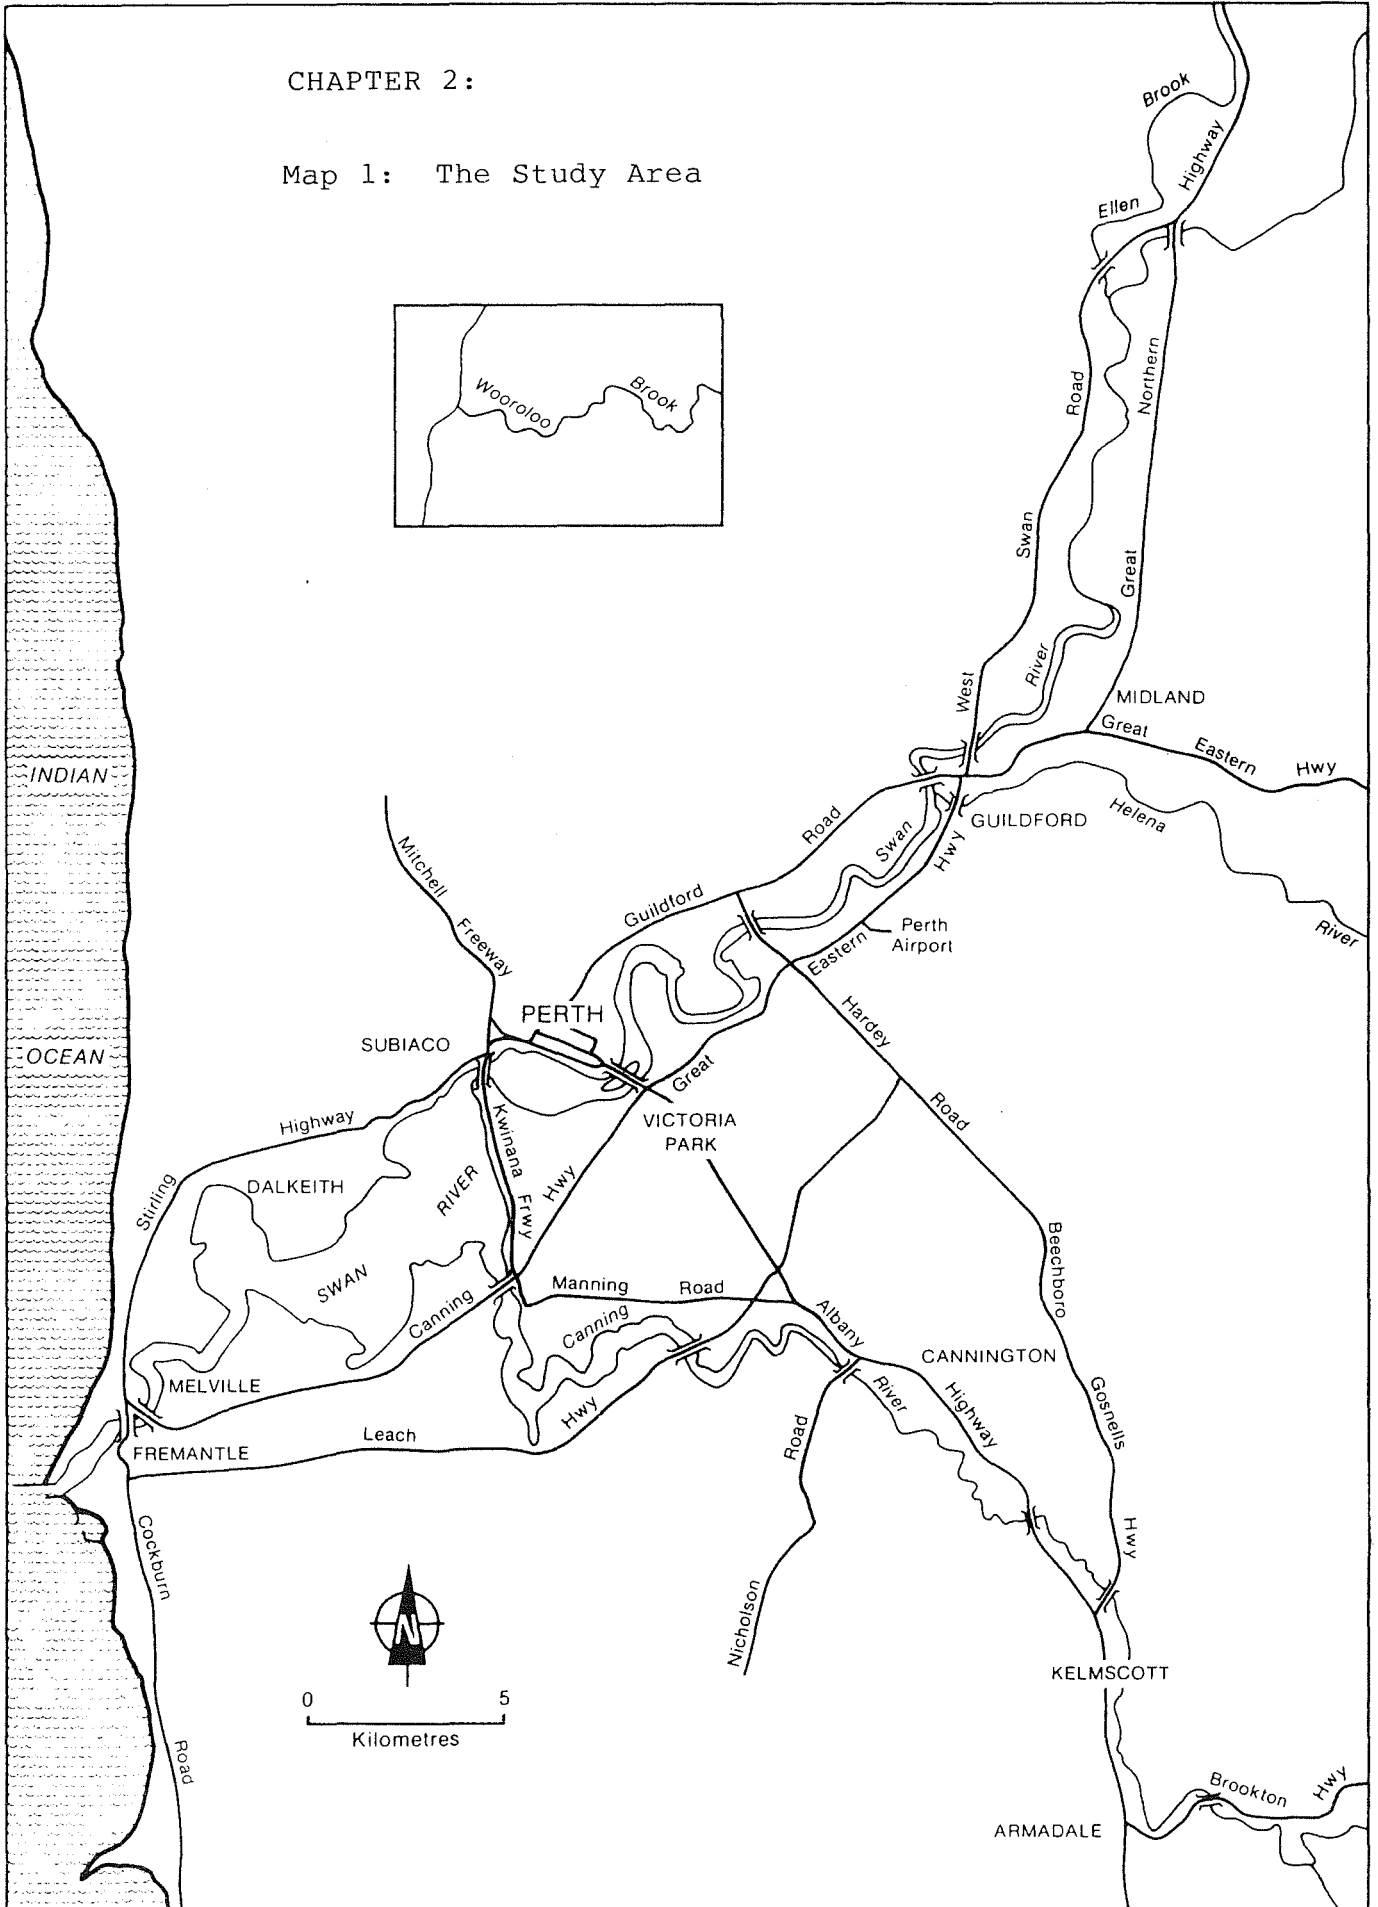 CHAPTER 2:
Map 1: The Study Area
Brook
Highway
Ellen
Wooroloo
Brook
Road
Northern
Swan
Great
River
West
MIDLAND
Great
Eastern
Hwy
INDIAN
Helena
GUILDFORD
Road
Swan
Hwy
Mitchell
Guildford
Freeway
Perth
Airport
Eastern
River
Hardey
PERTH
SUBIACO
OCEAN
Great
Road
Highway
Kwinana
VICTORIA
PARK
Stirling
DALKEITH
RIVER
Hwy
Frwy
Beechboro
SWAN
Manning
Road
Canning
Canning
Albany
CANNINGTON
MELVILLE
River
Highway
Gosnells
Hwy
Leach
Road
FREMANTLE
Cockburn
Hwy
N
Nicholson
KELMSCOTT
0 5
Kilometres
Road
Brookton
Hwy
ARMADALE